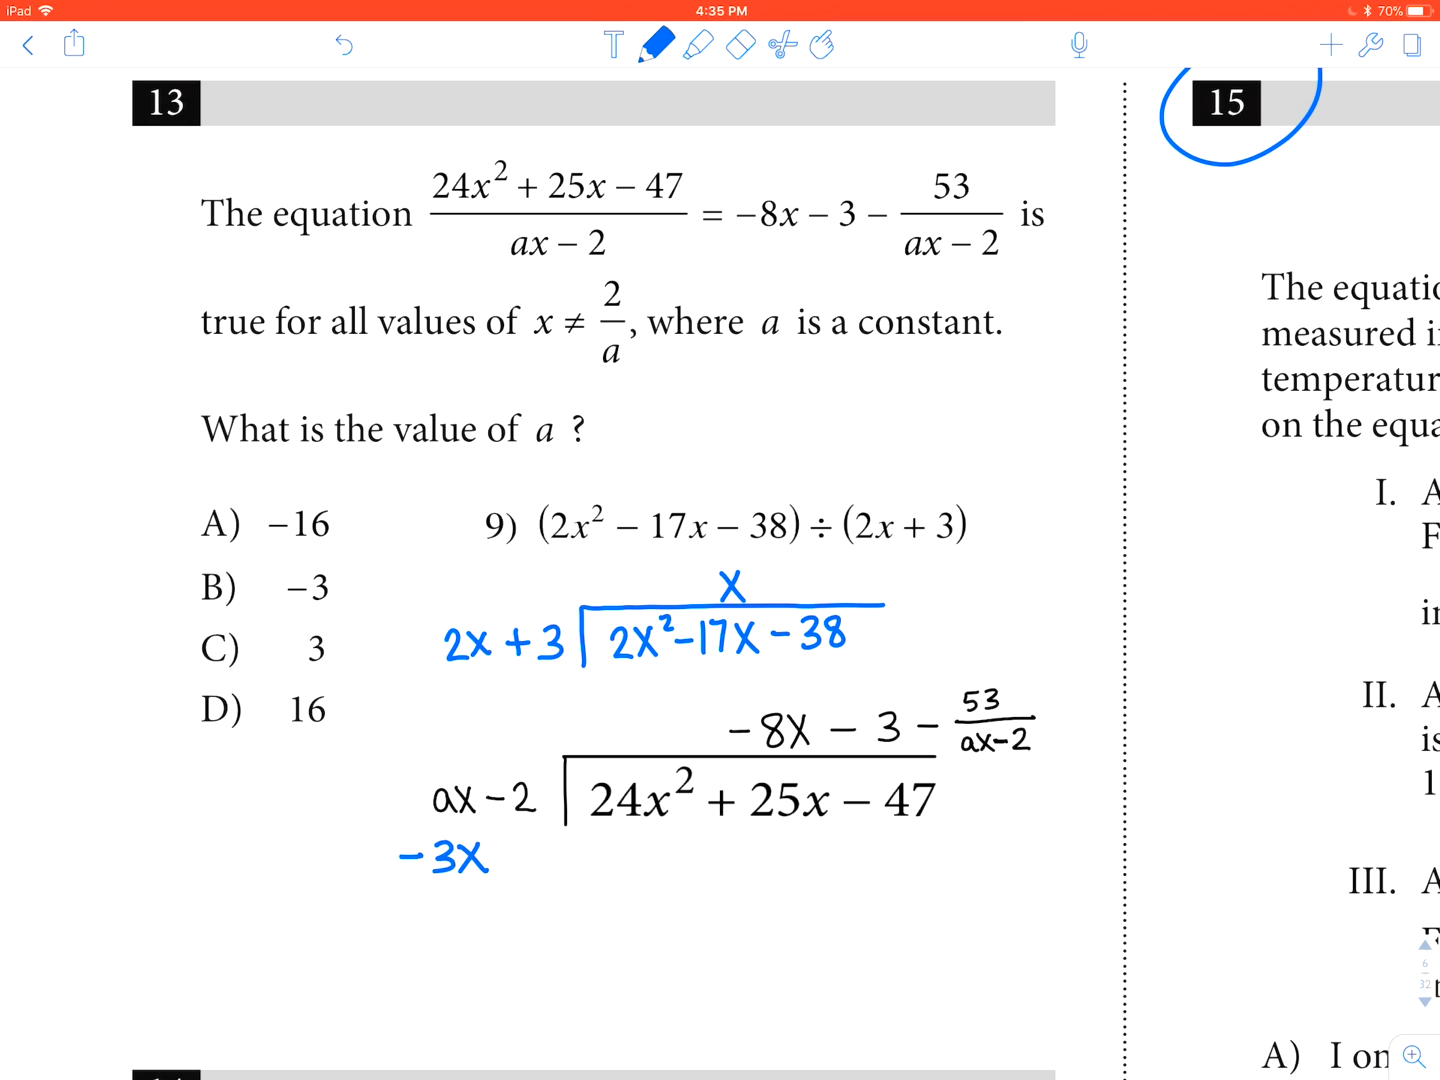 iPad 4:35 PM 70%
T
13
The equation (24x² + 25x − 47)/(ax − 2) = −8x − 3 − 53/(ax − 2) is
true for all values of x ≠ 2/a, where a is a constant.
What is the value of a ?
A) −16
B) −3
C) 3
D) 16
9) (2x² − 17x − 38) ÷ (2x + 3)
x
2x + 3 2x² − 17x − 38
−8x − 3 − 53/(ax − 2)
ax − 2 24x² + 25x − 47
−3x
15
The equatio
measured i
temperatur
on the equa
I. A
F
in
II. A
is
1
III. A
F
6
32
A) I on